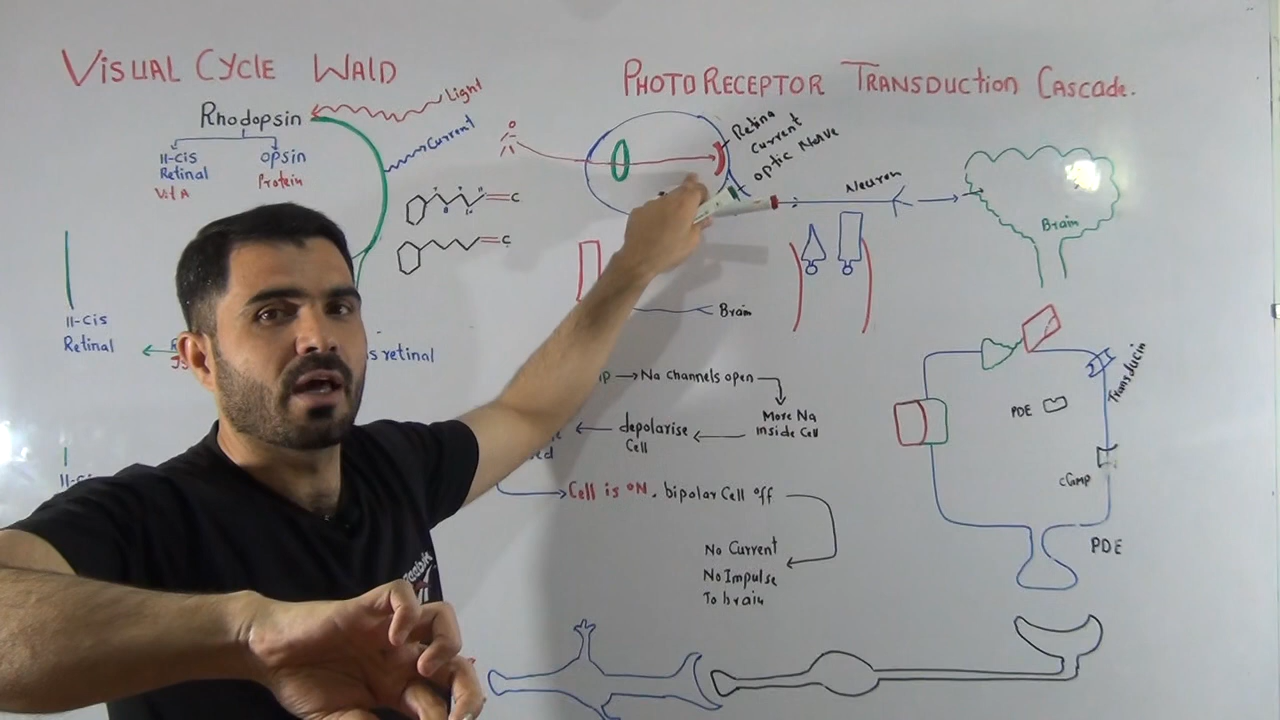 VISUAL CYCLE WALD
PHOTORECEPTOR TRANSDUCTION CASCADE.
Rhodopsin
Light
Current
11-cis
Retinal
Vit A
opsin
Protein
C
C
Retina
Current
optic Nerve
Neuron
Brain
Brain
11-cis
Retinal
s retinal
Na channels open
More Na
inside Cell
depolarise
Cell
Cell is ON. bipolar Cell off
No Current
No Impulse
To brain
Transducin
PDE
cGmp
PDE
11-c